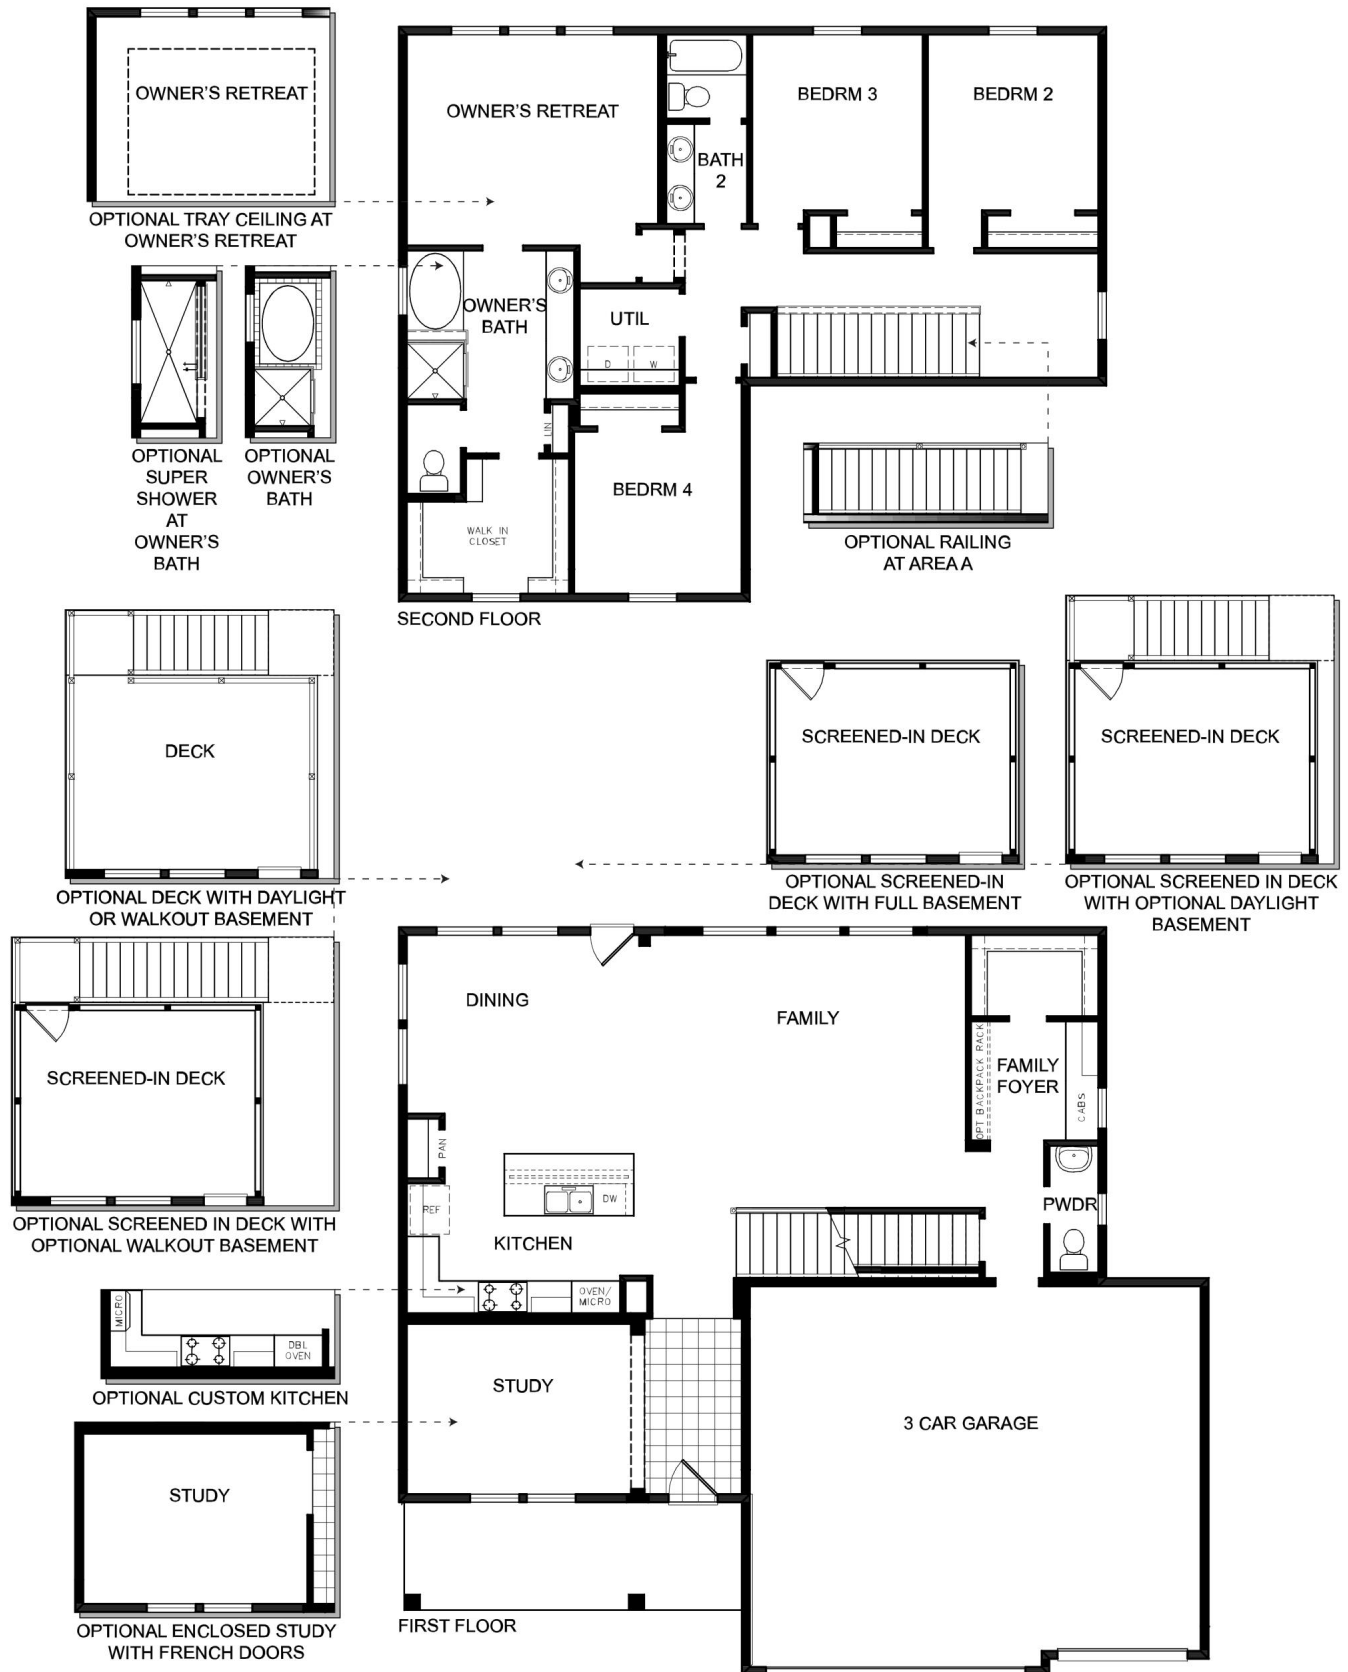 OWNER'S RETREAT
OPTIONAL TRAY CEILING AT
OWNER'S RETREAT
OPTIONAL
SUPER
SHOWER
AT
OWNER'S
BATH
OPTIONAL
OWNER'S
BATH
OWNER'S RETREAT
BATH
2
BEDRM 3
BEDRM 2
OWNER'S
BATH
UTIL
D
W
LIN
BEDRM 4
WALK IN
CLOSET
OPTIONAL RAILING
AT AREA A
SECOND FLOOR
DECK
OPTIONAL DECK WITH DAYLIGHT
OR WALKOUT BASEMENT
SCREENED-IN DECK
OPTIONAL SCREENED-IN
DECK WITH FULL BASEMENT
SCREENED-IN DECK
OPTIONAL SCREENED IN DECK
WITH OPTIONAL DAYLIGHT
BASEMENT
SCREENED-IN DECK
OPTIONAL SCREENED IN DECK WITH
OPTIONAL WALKOUT BASEMENT
DINING
FAMILY
OPT BACKPACK RACK
FAMILY
FOYER
CABS
PAN
REF
DW
KITCHEN
OVEN/
MICRO
PWDR
MICRO
DBL
OVEN
OPTIONAL CUSTOM KITCHEN
STUDY
3 CAR GARAGE
STUDY
OPTIONAL ENCLOSED STUDY
WITH FRENCH DOORS
FIRST FLOOR